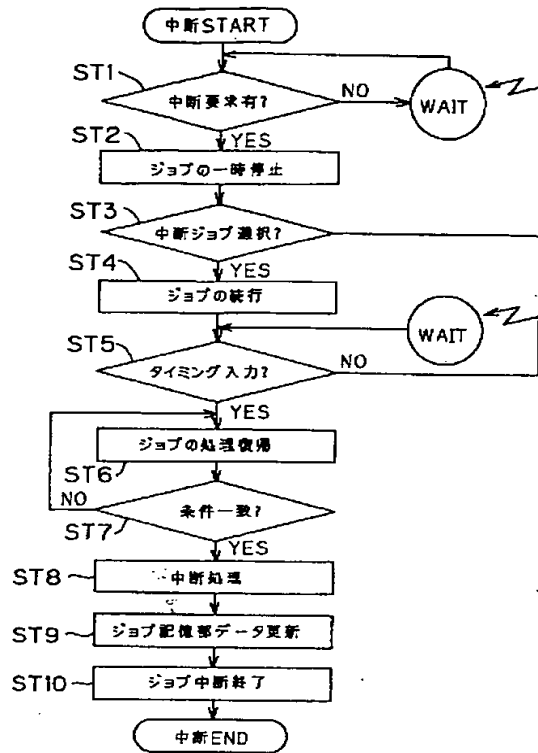 中断START
ST1
中断要求有?
NO
WAIT
ST2
YES
ジョブの一時停止
ST3
中断ジョブ選択?
ST4
YES
ジョブの続行
WAIT
ST5
タイミング入力?
NO
YES
ジョブの処理復帰
ST6
NO
条件一致?
ST7
YES
ST8
中断処理
ST9
ジョブ記憶部データ更新
ST10
ジョブ中断終了
中断END